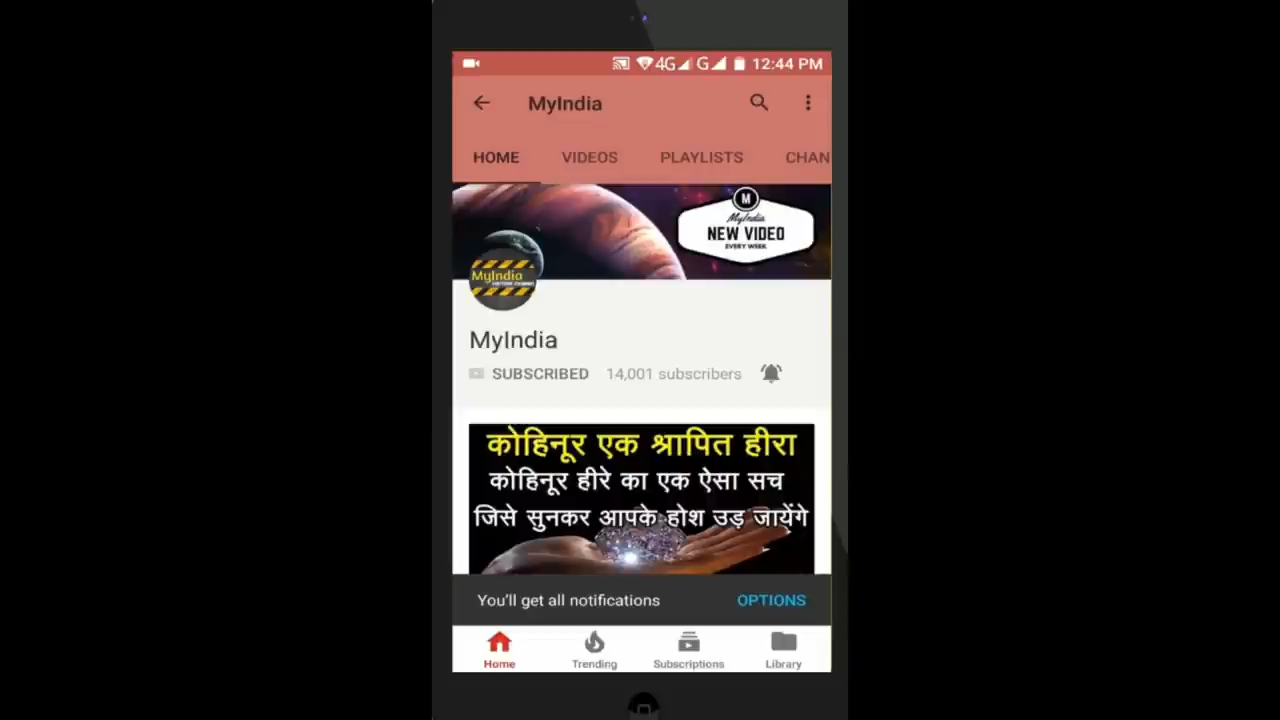 4G G 12:44 PM
MyIndia
HOME VIDEOS PLAYLISTS CHAN
M
MyIndia
NEW VIDEO
EVERY WEEK
MyIndia
MyIndia
SUBSCRIBED 14,001 subscribers
कोहिनूर एक श्रापित हीरा
कोहिनूर हीरे का एक ऐसा सच
जिसे सुनकर आपके होश उड़ जायेंगे
You'll get all notifications OPTIONS
Home Trending Subscriptions Library